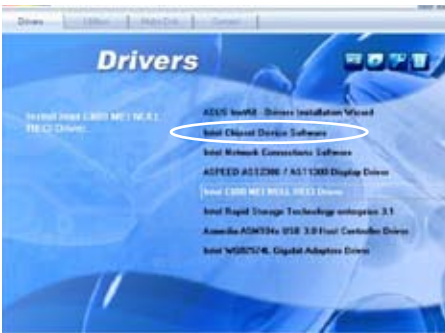 Drivers Utilities Make Disk Contact
Drivers
Install Intel C600 MEI NULL
HECI Driver.
ASUS InstAll - Drivers Installation Wizard
Intel Chipset Device Software
Intel Network Connections Software
ASPEED AST2300 / AST1300 Display Driver
Intel C600 MEI NULL HECI Driver
Intel Rapid Storage Technology enterprise 3.1
Asmedia ASM104x USB 3.0 Host Controller Driver
Intel WG82574L Gigabit Adapters Driver